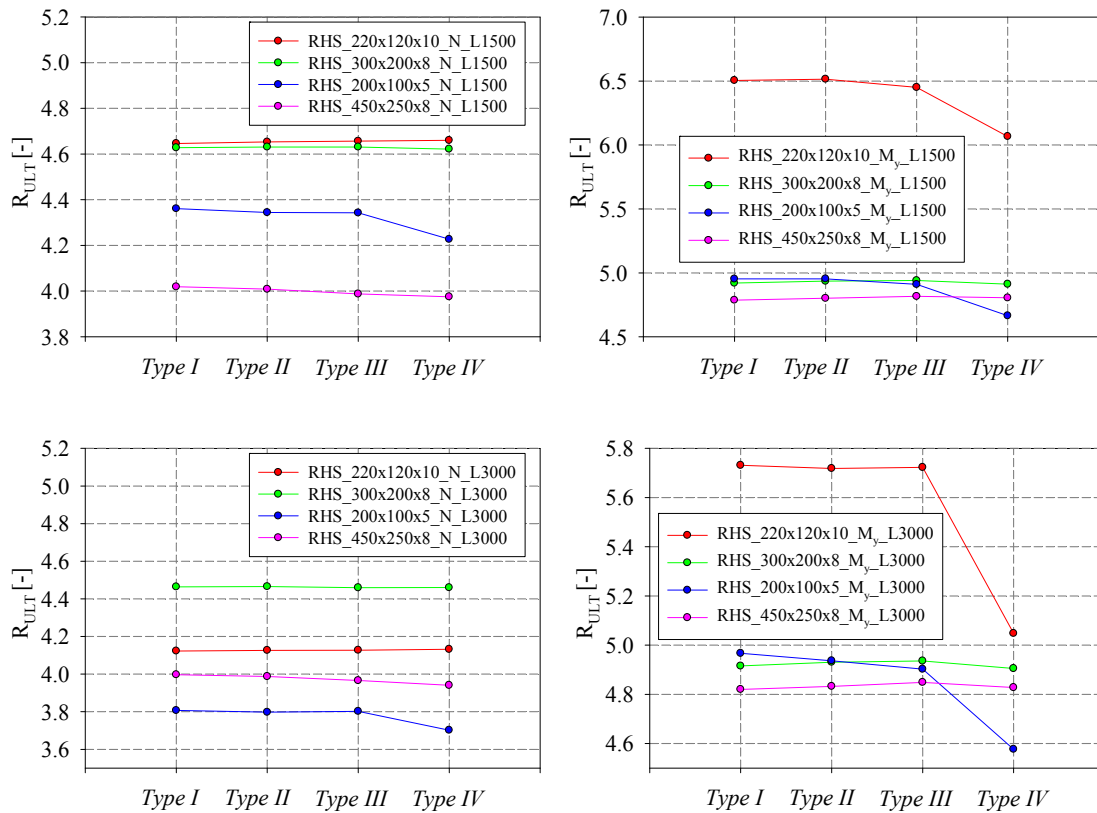 5.2
5.0
4.8
4.6
4.4
4.2
4.0
3.8
R_ULT [-]
RHS_220x120x10_N_L1500
RHS_300x200x8_N_L1500
RHS_200x100x5_N_L1500
RHS_450x250x8_N_L1500
Type I Type II Type III Type IV
7.0
6.5
6.0
5.5
5.0
4.5
R_ULT [-]
RHS_220x120x10_M_y_L1500
RHS_300x200x8_M_y_L1500
RHS_200x100x5_M_y_L1500
RHS_450x250x8_M_y_L1500
Type I Type II Type III Type IV
5.2
5.0
4.8
4.6
4.4
4.2
4.0
3.8
3.6
R_ULT [-]
RHS_220x120x10_N_L3000
RHS_300x200x8_N_L3000
RHS_200x100x5_N_L3000
RHS_450x250x8_N_L3000
Type I Type II Type III Type IV
5.8
5.6
5.4
5.2
5.0
4.8
4.6
R_ULT [-]
RHS_220x120x10_M_y_L3000
RHS_300x200x8_M_y_L3000
RHS_200x100x5_M_y_L3000
RHS_450x250x8_M_y_L3000
Type I Type II Type III Type IV